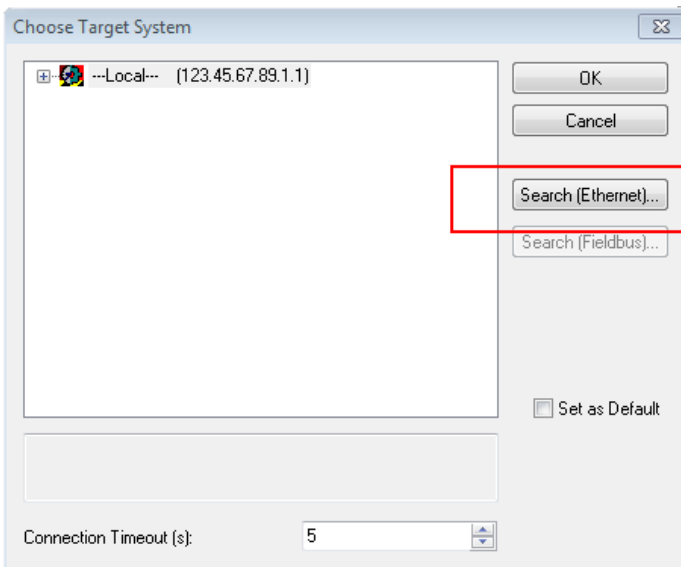 Choose Target System
---Local--- (123.45.67.89.1.1)
OK
Cancel
Search (Ethernet)...
Search (Fieldbus)...
Set as Default
Connection Timeout (s):
5